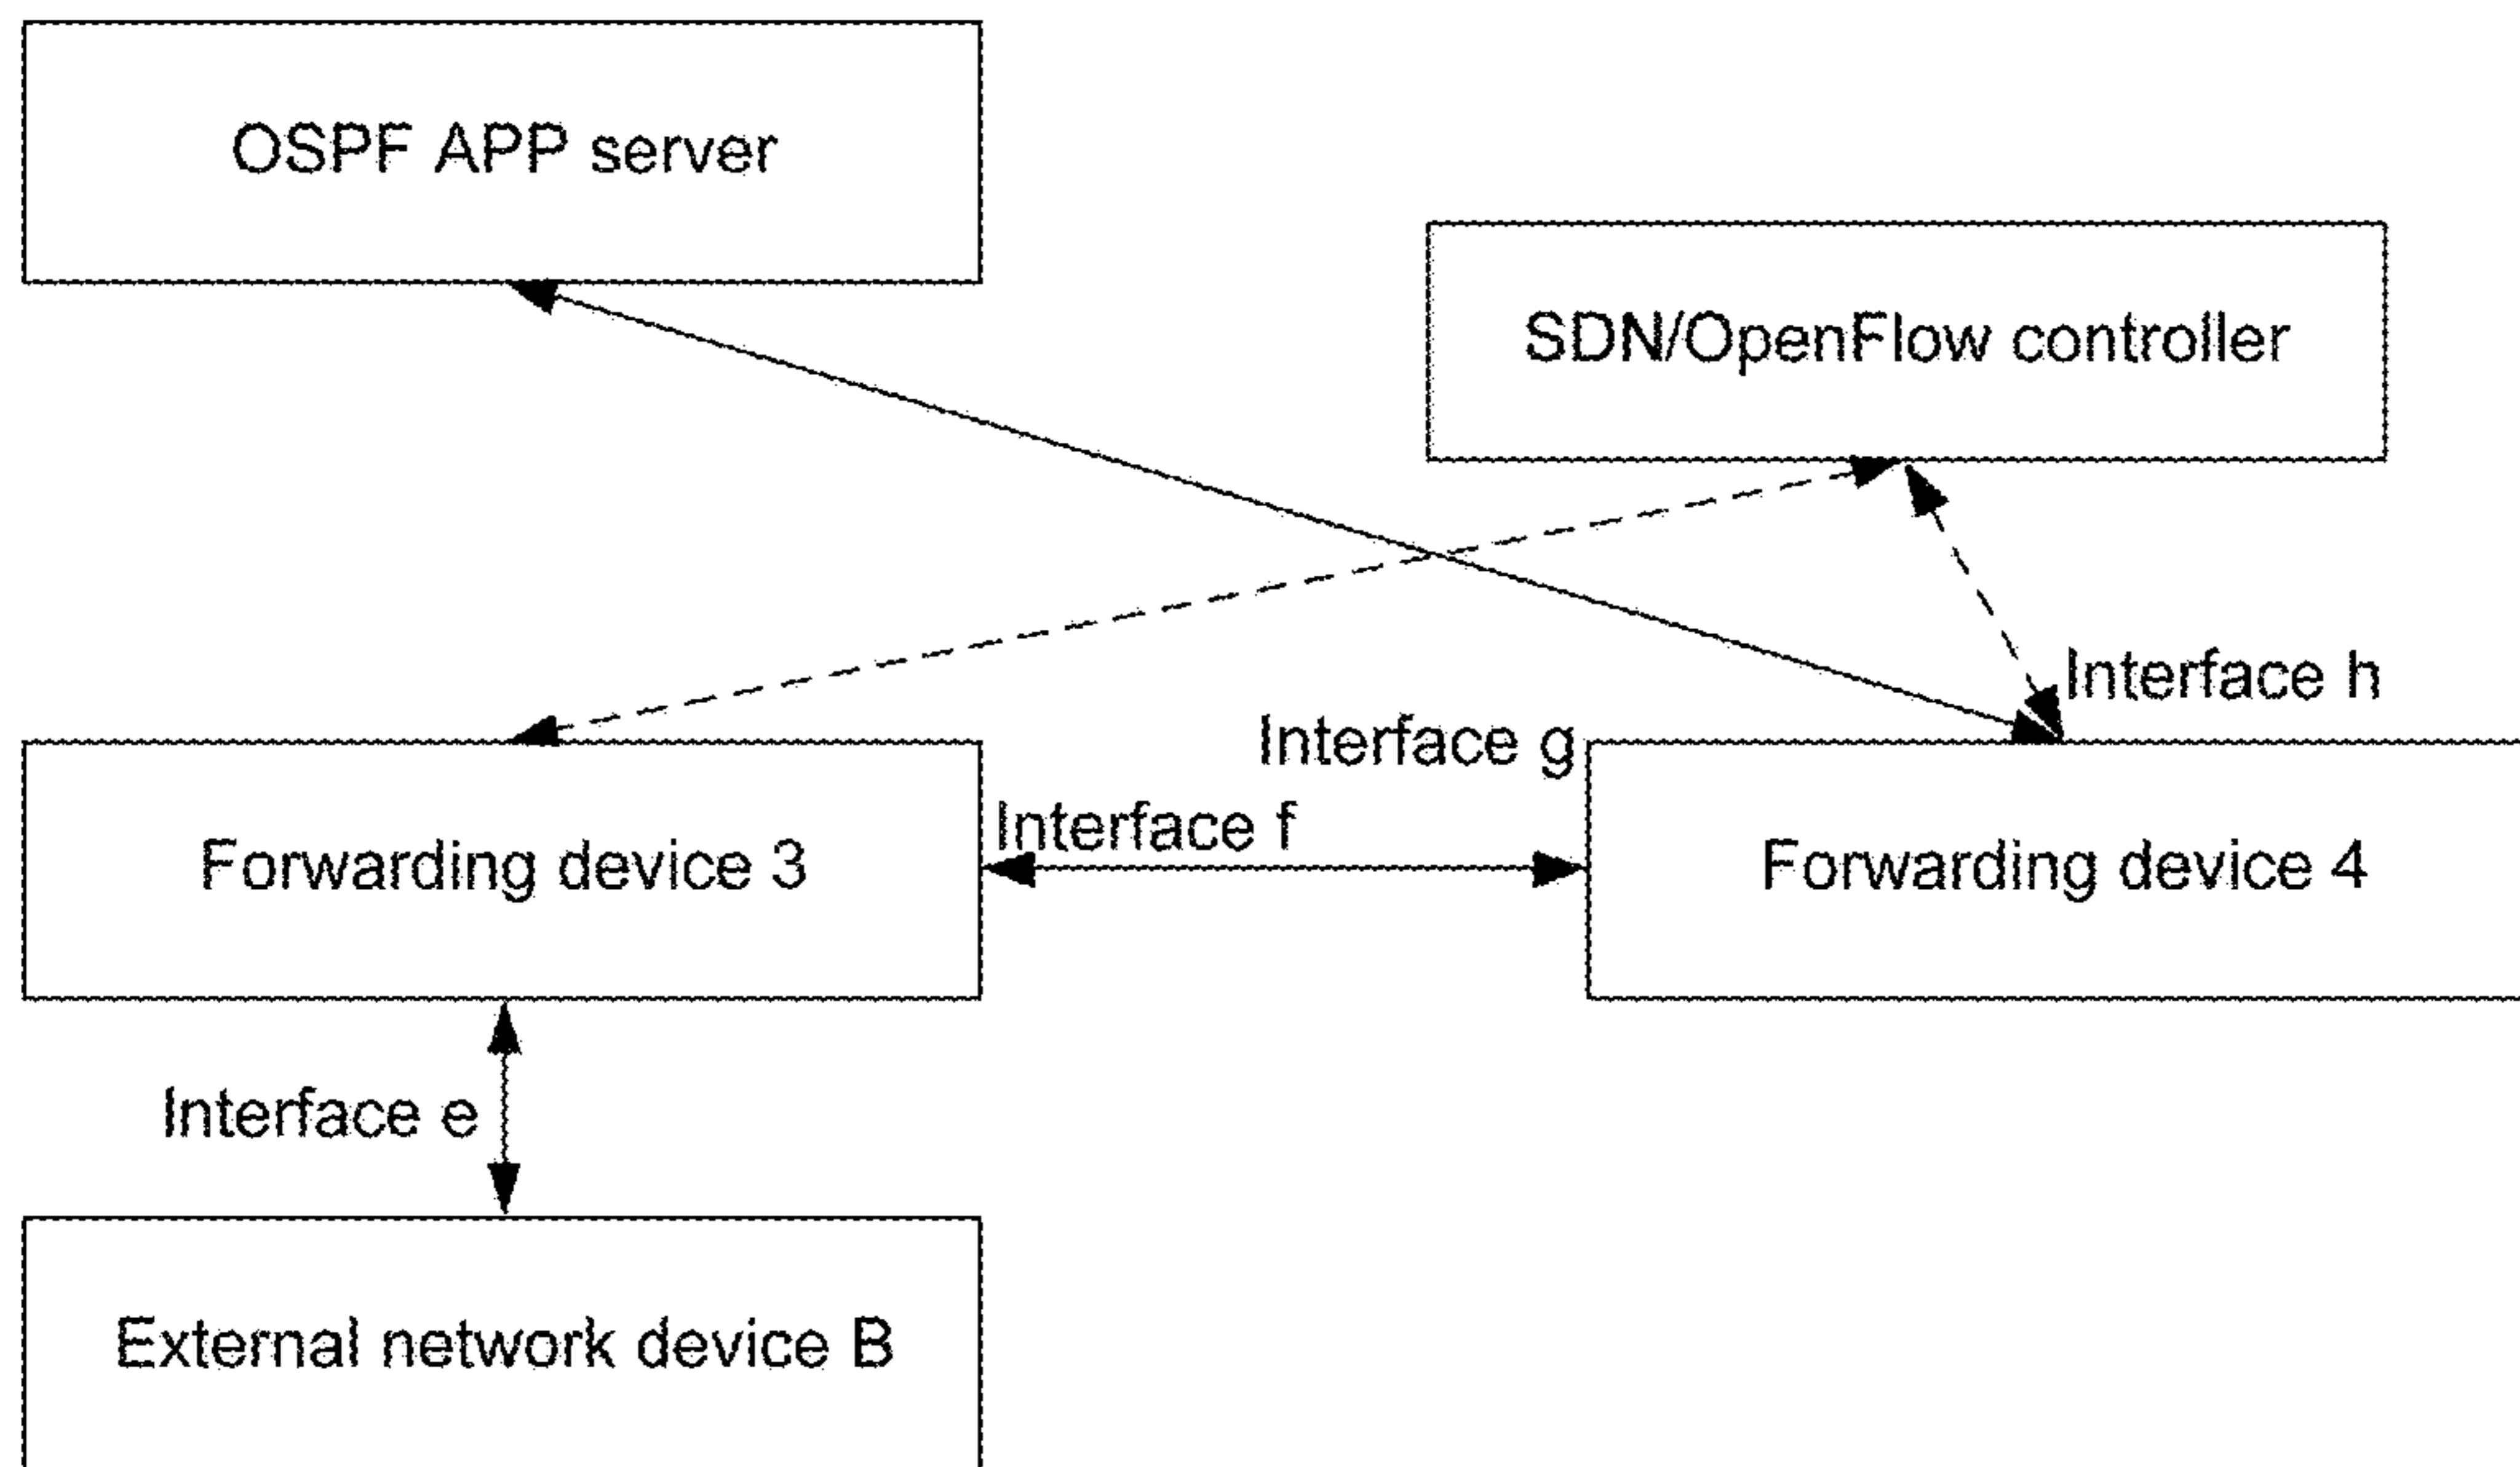 OSPF APP server
SDN/OpenFlow controller
Interface h
Interface g
Interface f
Forwarding device 3
Forwarding device 4
Interface e
External network device B